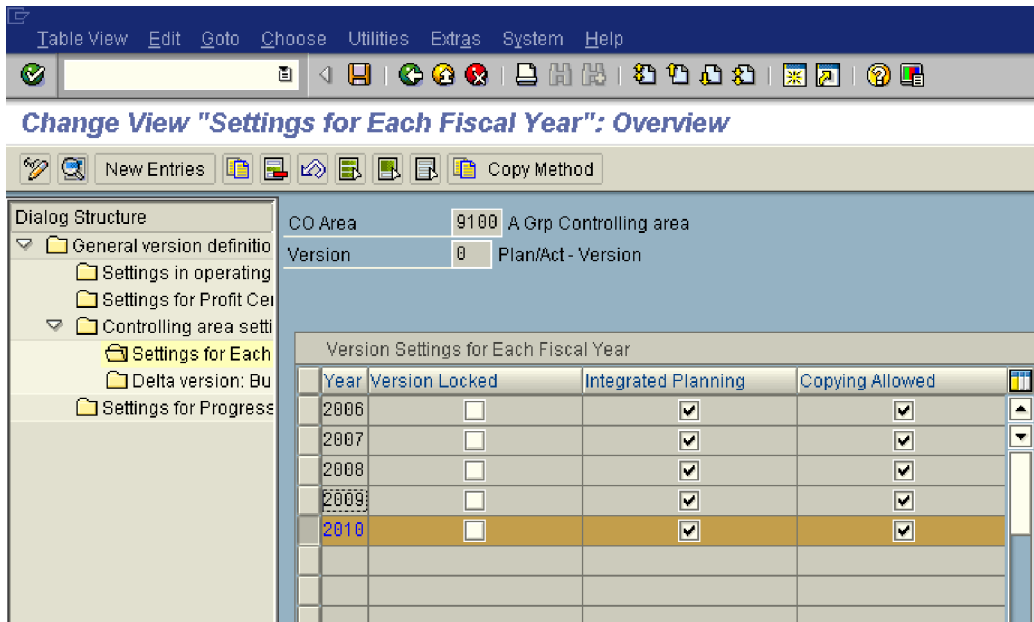 Table View Edit Goto Choose Utilities Extras System Help
Change View "Settings for Each Fiscal Year": Overview
New Entries Copy Method
Dialog Structure
General version definitio
Settings in operating
Settings for Profit Cei
Controlling area setti
Settings for Each
Delta version: Bu
Settings for Progress
CO Area 9100 A Grp Controlling area
Version 0 Plan/Act - Version
Version Settings for Each Fiscal Year
Year Version Locked Integrated Planning Copying Allowed
2006
2007
2008
2009
2010